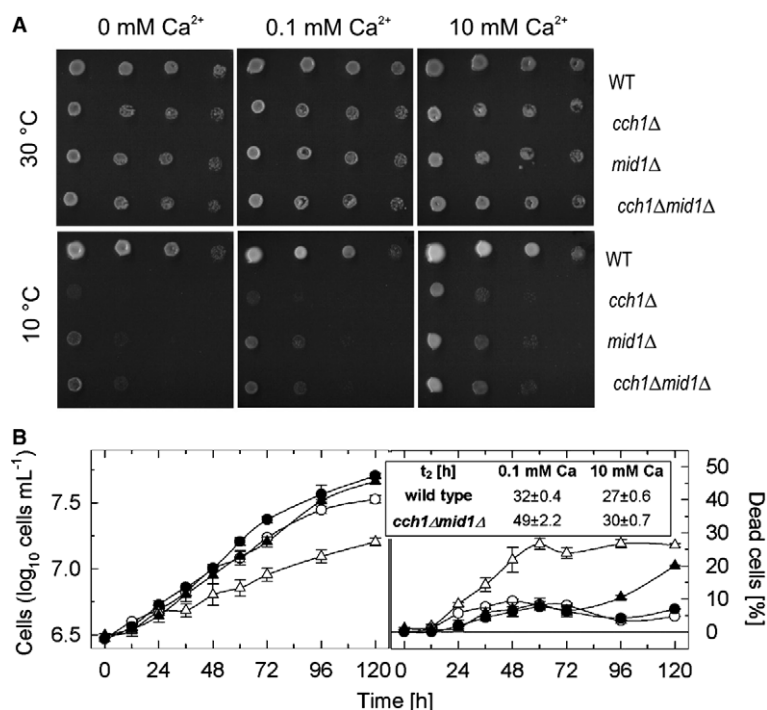 A
0 mM Ca²⁺ 0.1 mM Ca²⁺ 10 mM Ca²⁺
30 °C
WT
cch1Δ
mid1Δ
cch1Δmid1Δ
10 °C
WT
cch1Δ
mid1Δ
cch1Δmid1Δ
B
Cells (log₁₀ cells mL⁻¹)
7.5
7.0
6.5
0 24 48 72 96 120
t₂ [h] 0.1 mM Ca 10 mM Ca
wild type 32±0.4 27±0.6
cch1Δmid1Δ 49±2.2 30±0.7
50
40
30
20
10
0
Dead cells [%]
0 24 48 72 96 120
Time [h]